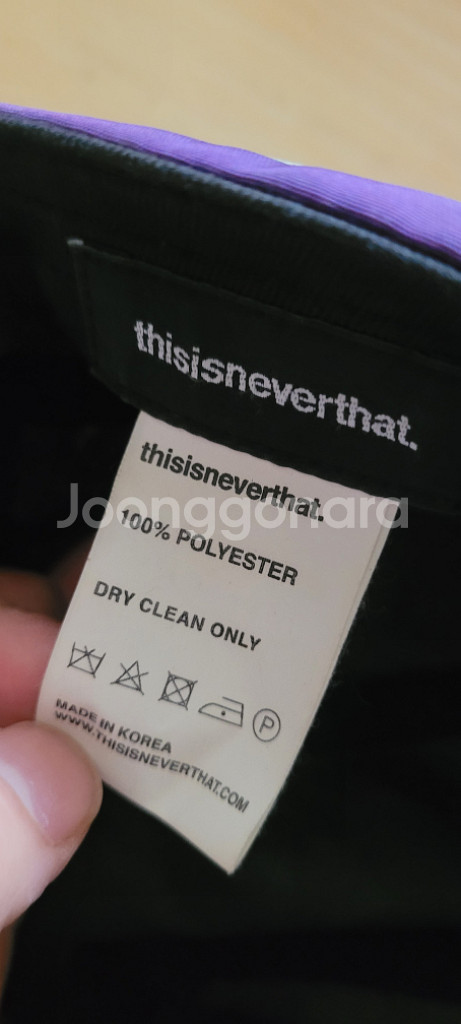 thisisneverthat.
thisisneverthat.
Joonggonara
100% POLYESTER
DRY CLEAN ONLY
P
MADE IN KOREA
WWW.THISISNEVERTHAT.COM